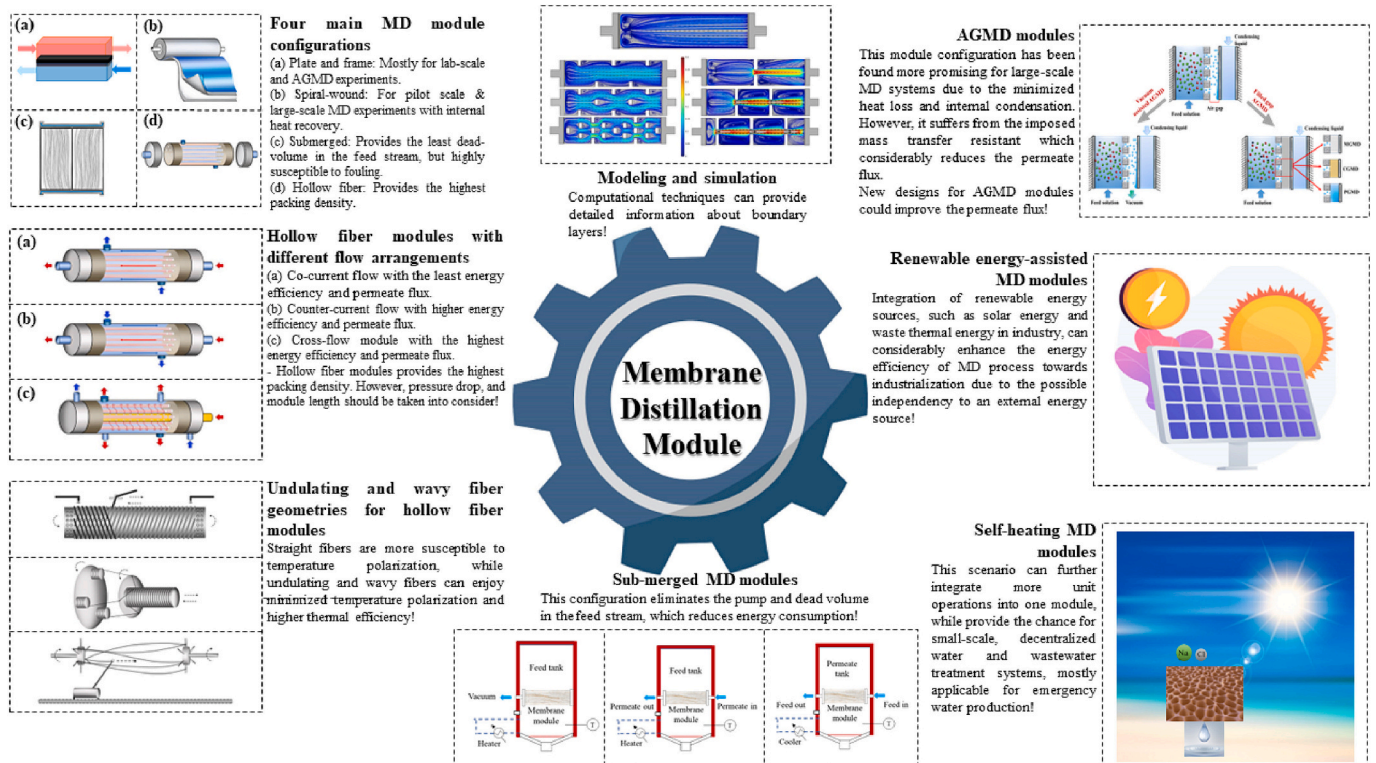 (a)
(b)
(c)
(d)
Four main MD module
configurations
(a) Plate and frame: Mostly for lab-scale
and AGMD experiments.
(b) Spiral-wound: For pilot scale &
large-scale MD experiments with internal
heat recovery.
(c) Submerged: Provides the least dead-
volume in the feed stream, but highly
susceptible to fouling.
(d) Hollow fiber: Provides the highest
packing density.
(a)
(b)
(c)
Hollow fiber modules with
different flow arrangements
(a) Co-current flow with the least energy
efficiency and permeate flux.
(b) Counter-current flow with higher energy
efficiency and permeate flux.
(c) Cross-flow module with the highest
energy efficiency and permeate flux.
- Hollow fiber modules provides the highest
packing density. However, pressure drop, and
module length should be taken into consider!
Undulating and wavy fiber
geometries for hollow fiber
modules
Straight fibers are more susceptible to
temperature polarization, while
undulating and wavy fibers can enjoy
minimized temperature polarization and
higher thermal efficiency!
Modeling and simulation
Computational techniques can provide
detailed information about boundary
layers!
Membrane
Distillation
Module
Sub-merged MD modules
This configuration eliminates the pump and dead volume
in the feed stream, which reduces energy consumption!
Feed tank
Vacuum
Membrane
module
T
Heater
Feed tank
Permeate out
Permeate in
Membrane
module
T
Heater
Permeate
tank
Feed out
Feed in
Membrane
module
T
Cooler
AGMD modules
This module configuration has been
found more promising for large-scale
MD systems due to the minimized
heat loss and internal condensation.
However, it suffers from the imposed
mass transfer resistant which
considerably reduces the permeate
flux.
New designs for AGMD modules
could improve the permeate flux!
Condensing
liquid
Feed solution
Air gap
Condensing liquid
Feed solution
Vacuum
Condensing
liquid
Feed solution
MGMD
CGMD
PGMD
Renewable energy-assisted
MD modules
Integration of renewable energy
sources, such as solar energy and
waste thermal energy in industry, can
considerably enhance the energy
efficiency of MD process towards
industrialization due to the possible
independency to an external energy
source!
Self-heating MD
modules
This scenario can further
integrate more unit
operations into one module,
while provide the chance for
small-scale, decentralized
water and wastewater
treatment systems, mostly
applicable for emergency
water production!
Na
Cl